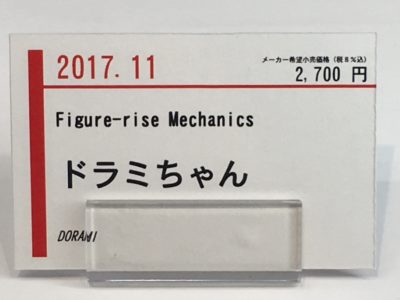 2017.11
メーカー希望小売価格（税８％込）
2,700 円
Figure-rise Mechanics
ドラミちゃん
DORAMI